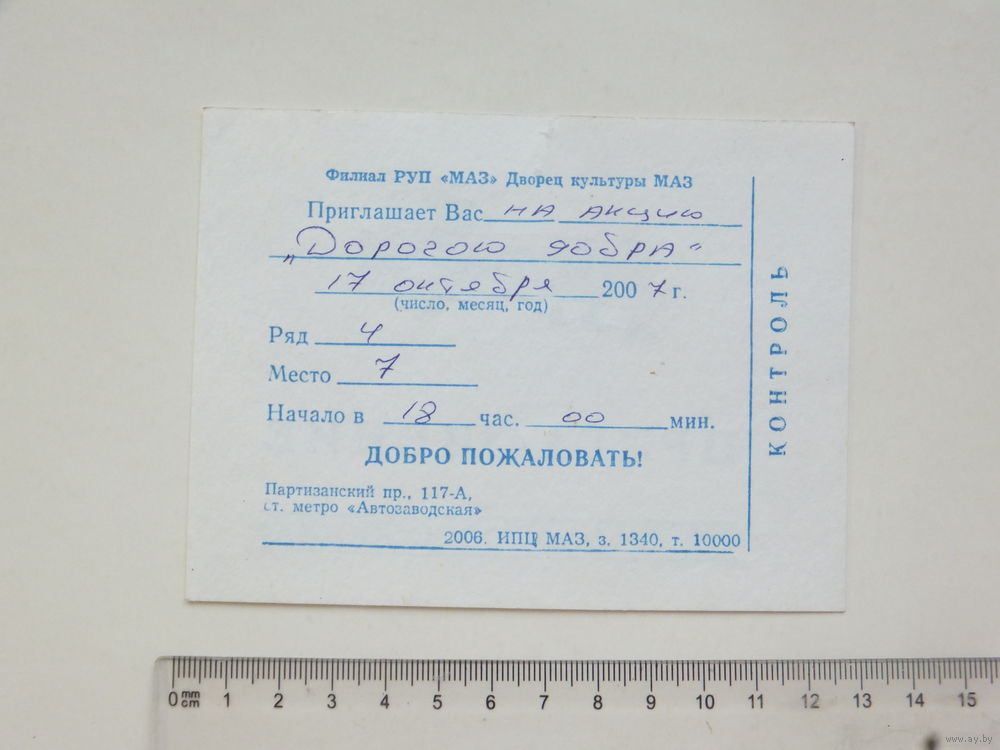 Филиал РУП «МАЗ» Дворец культуры МАЗ
Приглашает Вас на акцию
„Дорогою добра“
17 октября 2007 г.
(число, месяц, год)
Ряд 4
Место 7
Начало в 18 час. 00 мин.
ДОБРО ПОЖАЛОВАТЬ!
Партизанский пр., 117-А,
ст. метро «Автозаводская»
2006. ИПЦ МАЗ, з. 1340, т. 10000
КОНТРОЛЬ
0 mm cm 1 2 3 4 5 6 7 8 9 10 11 12 13 14 15
www.ay.by